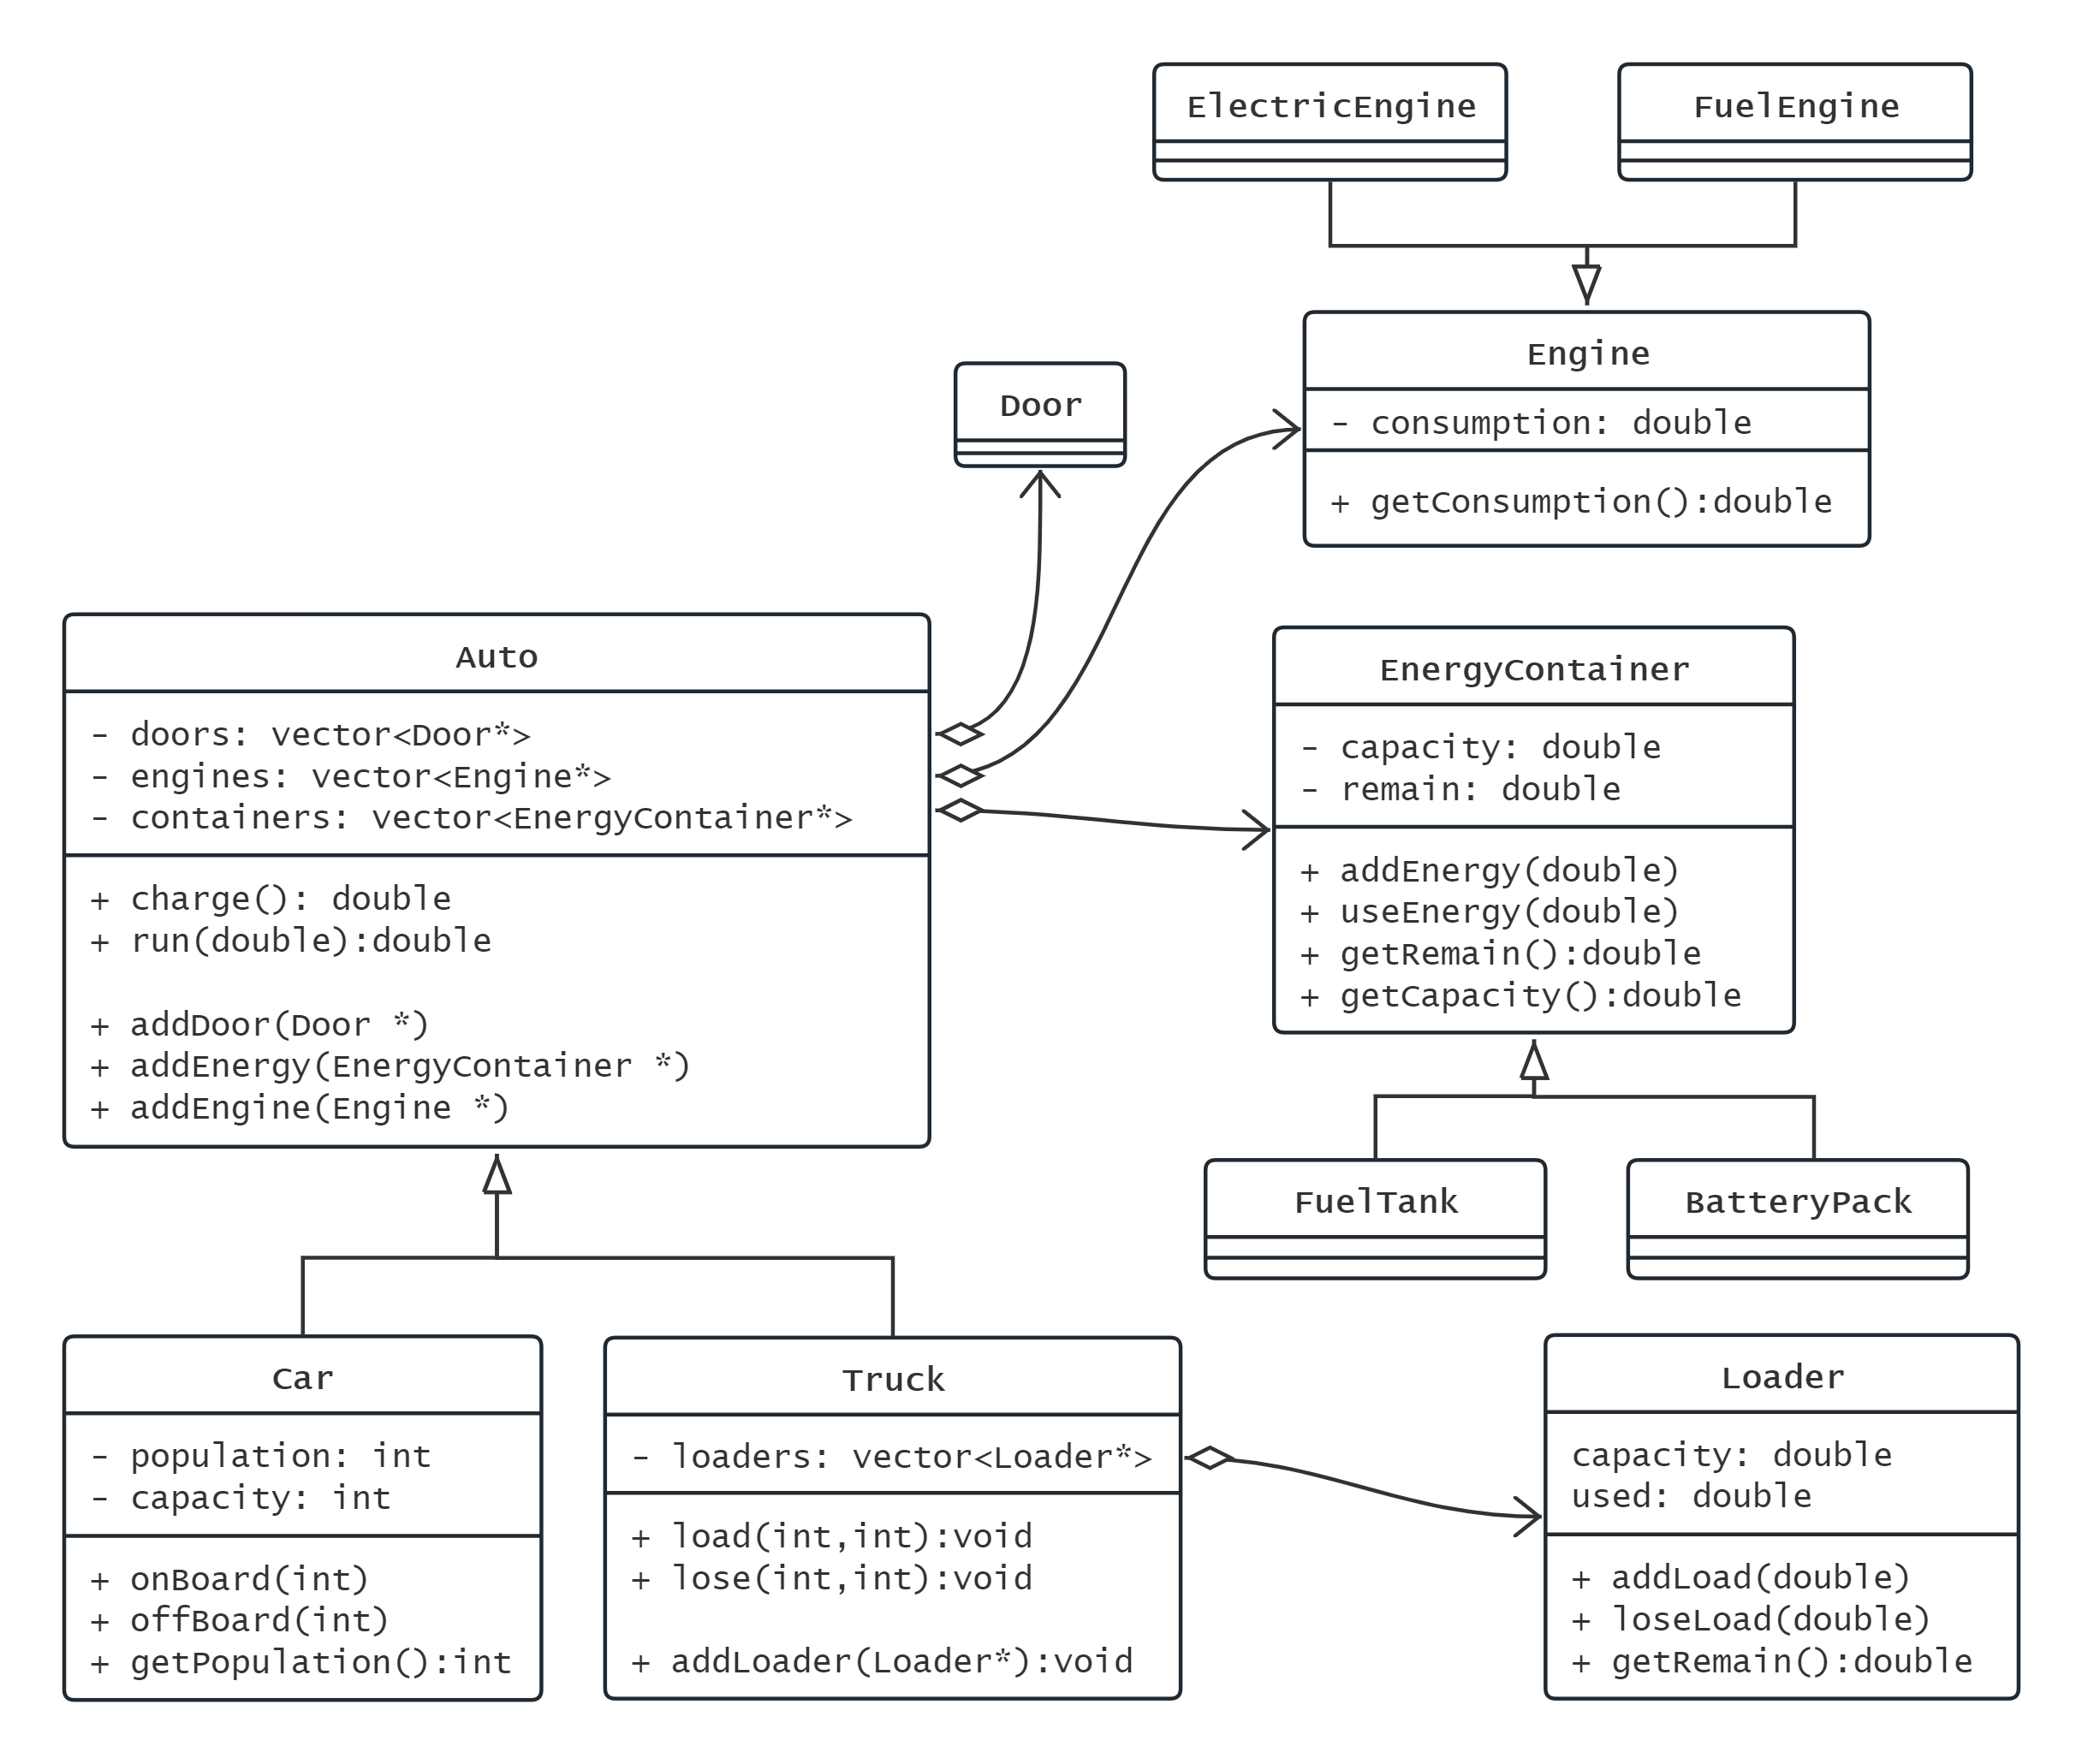 ElectricEngine
FuelEngine
Engine
- consumption: double
+ getConsumption():double
Door
Auto
- doors: vector<Door*>
- engines: vector<Engine*>
- containers: vector<EnergyContainer*>
+ charge(): double
+ run(double):double
+ addDoor(Door *)
+ addEnergy(EnergyContainer *)
+ addEngine(Engine *)
EnergyContainer
- capacity: double
- remain: double
+ addEnergy(double)
+ useEnergy(double)
+ getRemain():double
+ getCapacity():double
FuelTank
BatteryPack
Car
- population: int
- capacity: int
+ onBoard(int)
+ offBoard(int)
+ getPopulation():int
Truck
- loaders: vector<Loader*>
+ load(int,int):void
+ lose(int,int):void
+ addLoader(Loader*):void
Loader
capacity: double
used: double
+ addLoad(double)
+ loseLoad(double)
+ getRemain():double